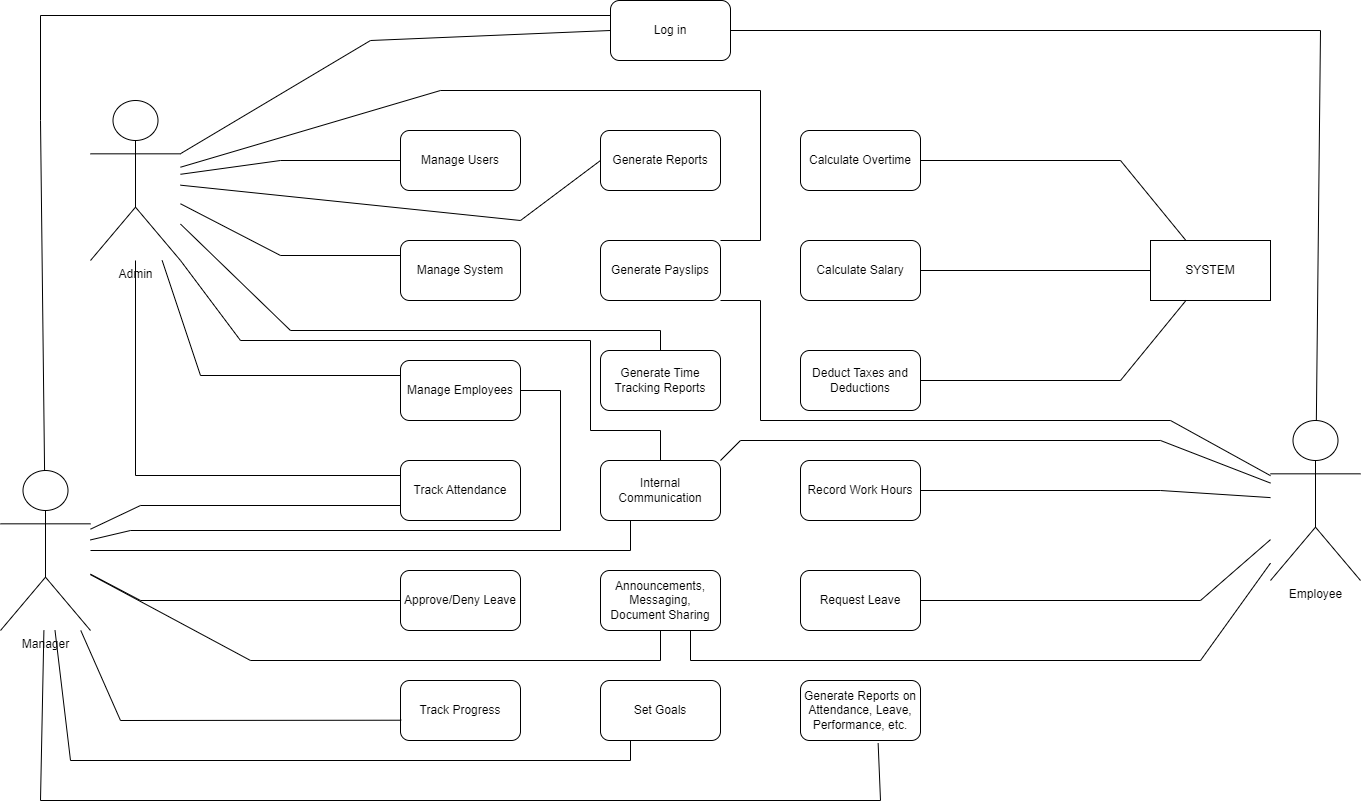 Log in
Manage Users
Generate Reports
Calculate Overtime
Admin
Manage System
Generate Payslips
Calculate Salary
SYSTEM
Manage Employees
Generate Time
Tracking Reports
Deduct Taxes and
Deductions
Track Attendance
Internal
Communication
Record Work Hours
Approve/Deny Leave
Announcements,
Messaging,
Document Sharing
Request Leave
Employee
Manager
Track Progress
Set Goals
Generate Reports on
Attendance, Leave,
Performance, etc.